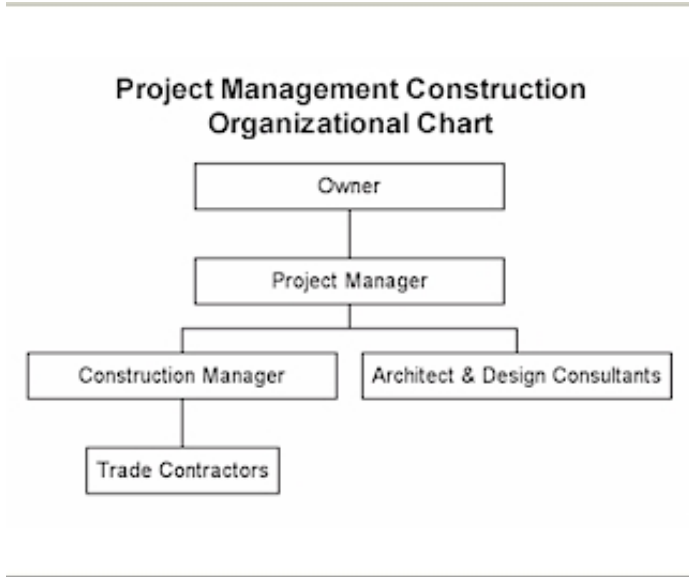 Project Management Construction
Organizational Chart
Owner
Project Manager
Construction Manager
Architect & Design Consultants
Trade Contractors